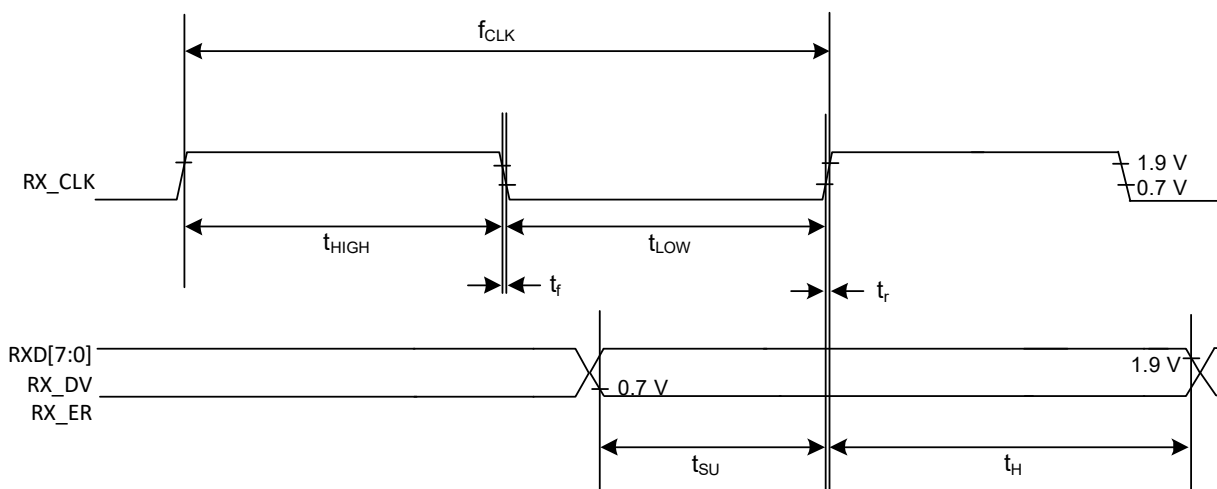 fCLK
RX_CLK
1.9 V
0.7 V
tHIGH
tLOW
tf
tr
RXD[7:0]
RX_DV
RX_ER
0.7 V
1.9 V
tSU
tH